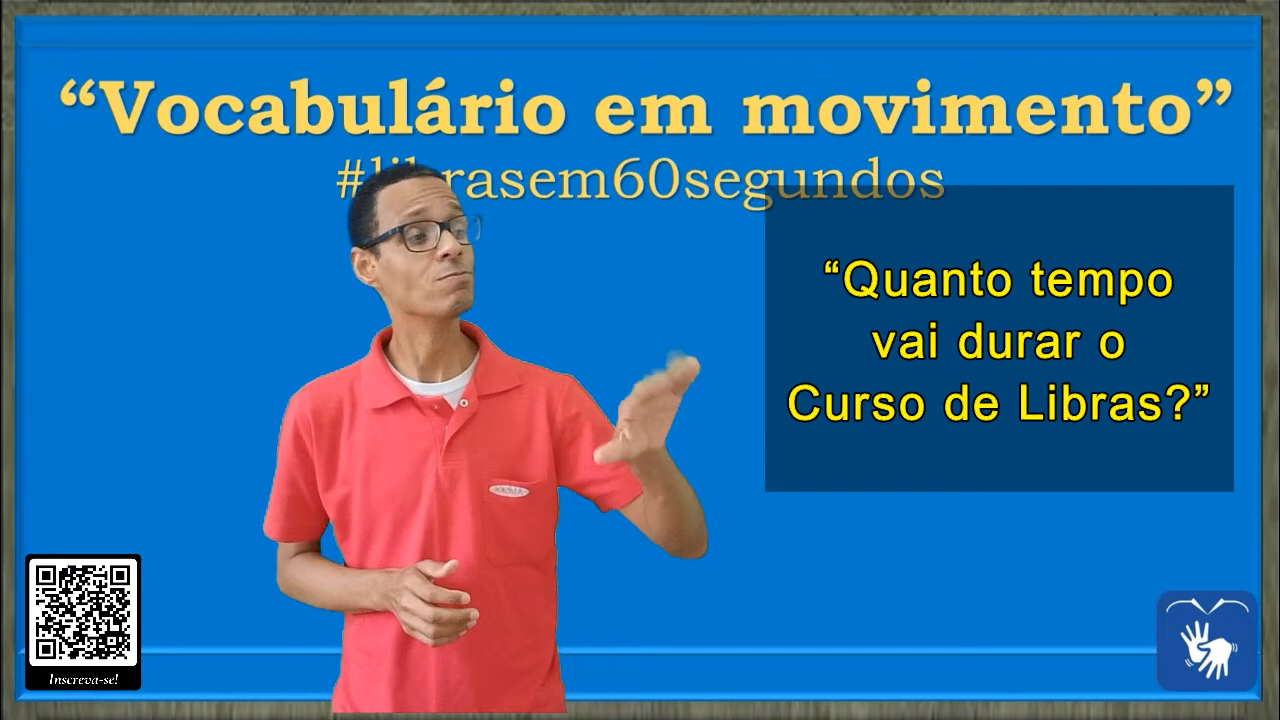 “Vocabulário em movimento”
#librasem60segundos
“Quanto tempo
vai durar o
Curso de Libras?”
Inscreva-se!